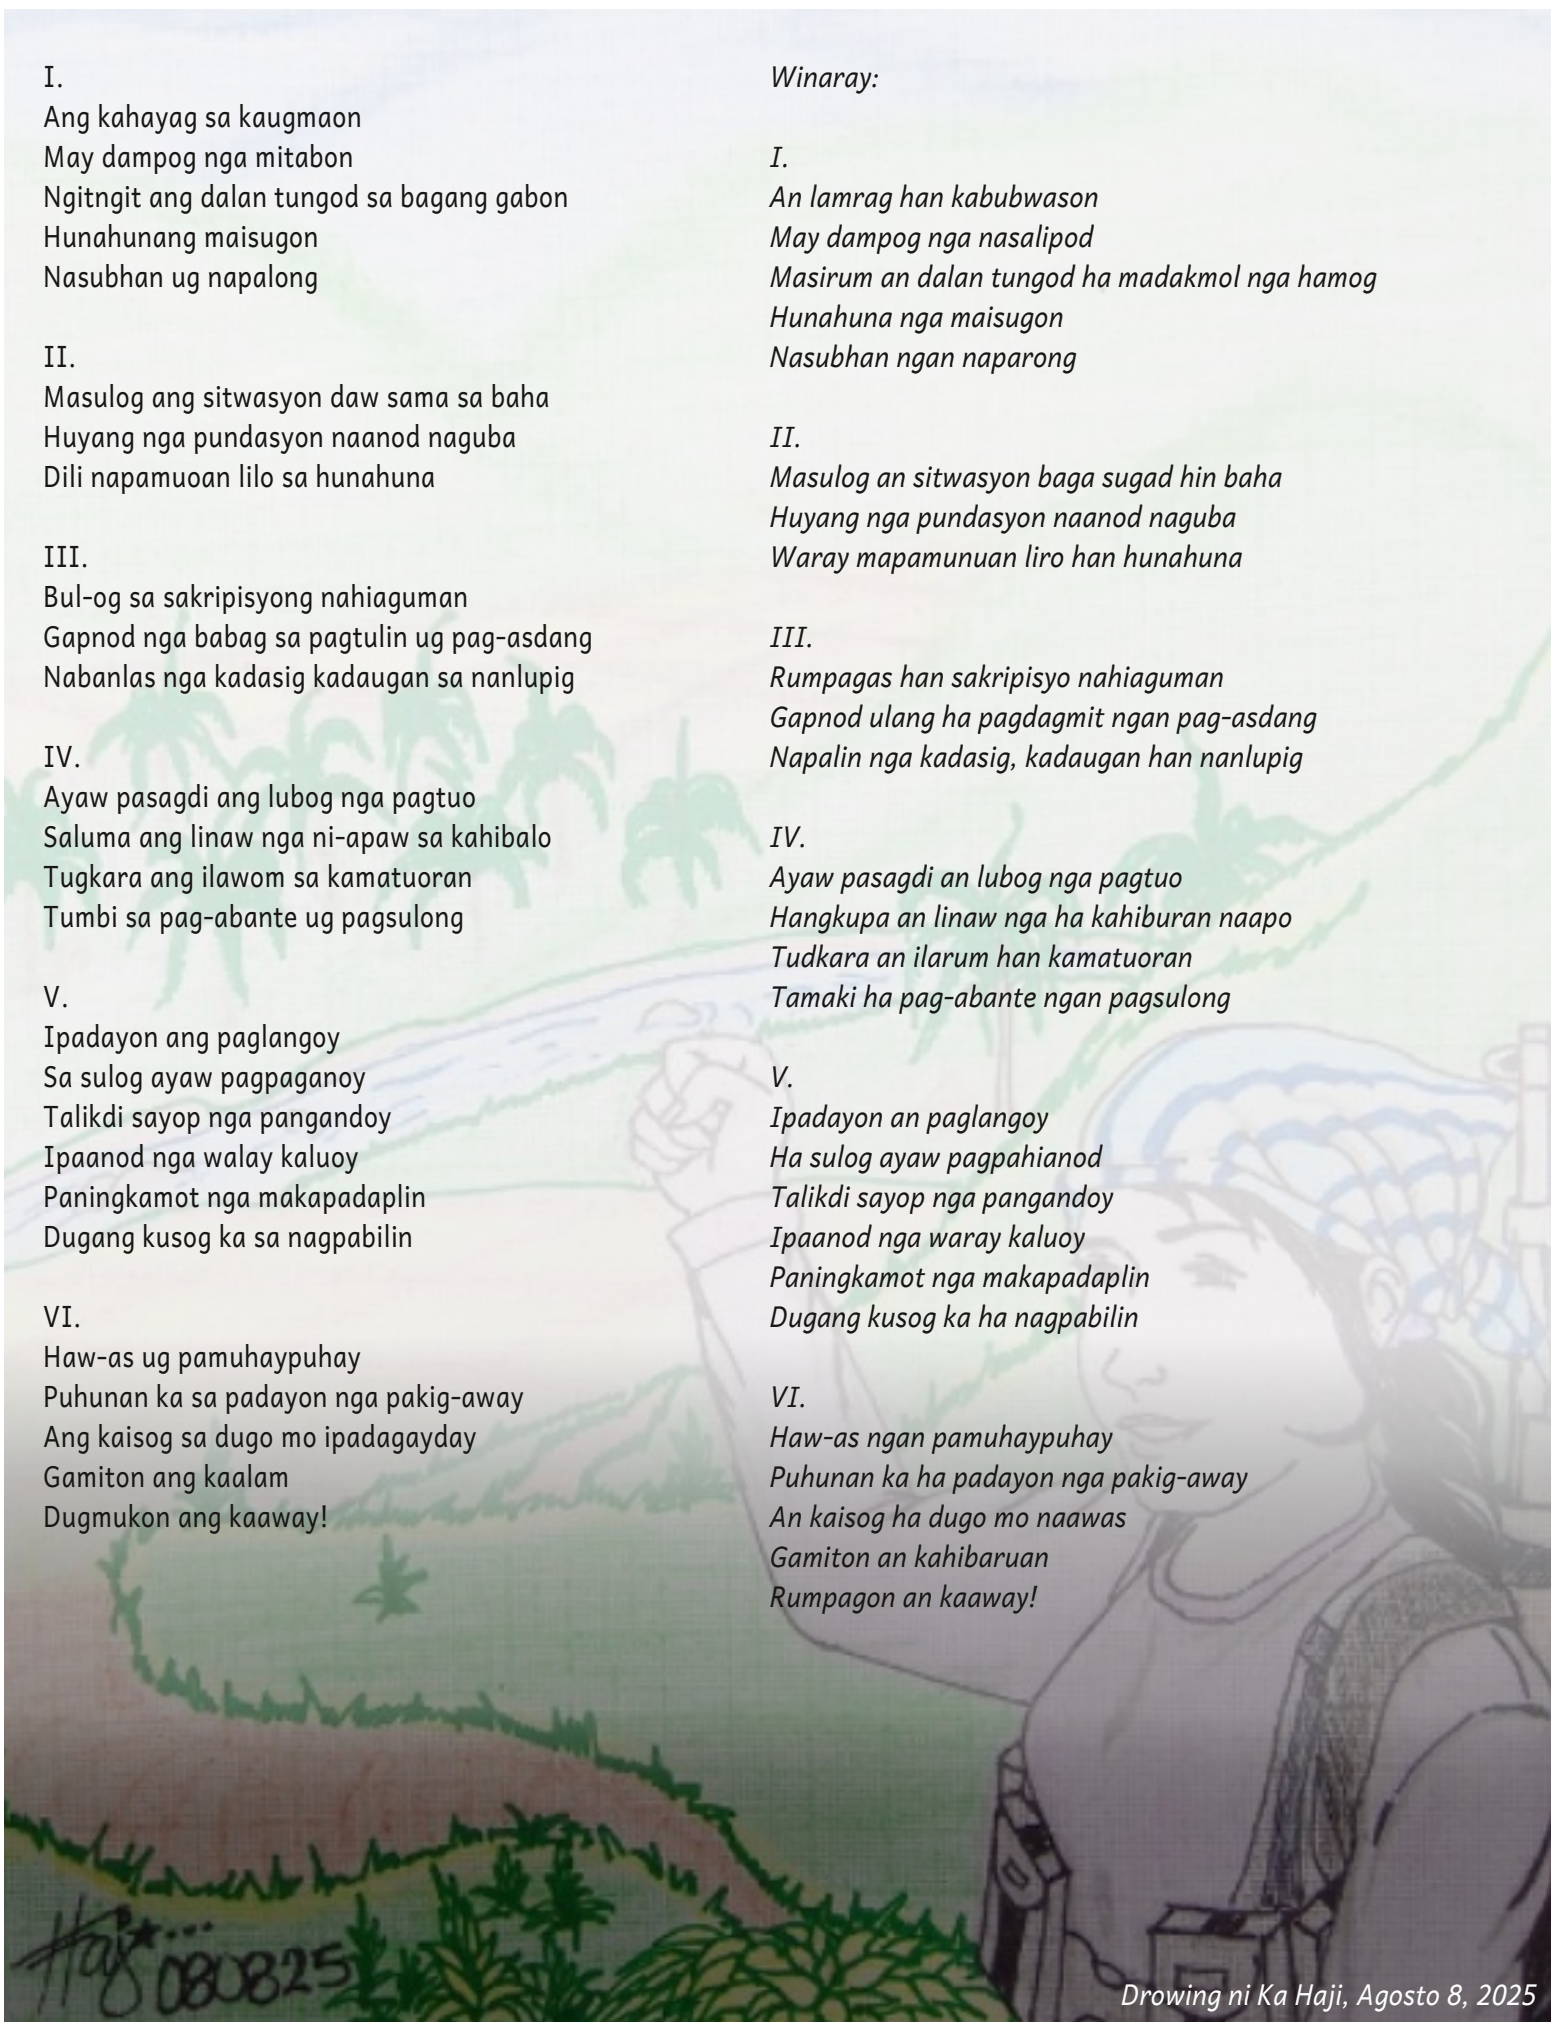 I.
Ang kahayag sa kaugmaon
May dampog nga mitabon
Ngitngit ang dalan tungod sa bagang gabon
Hunahunang maisugon
Nasubhan ug napalong
II.
Masulog ang sitwasyon daw sama sa baha
Huyang nga pundasyon naanod naguba
Dili napamuoan lilo sa hunahuna
III.
Bul-og sa sakripisyong nahiaguman
Gapnod nga babag sa pagtulin ug pag-asdang
Nabanlas nga kadasig kadaugan sa nanlupig
IV.
Ayaw pasagdi ang lubog nga pagtuo
Saluma ang linaw nga ni-apaw sa kahibalo
Tugkara ang ilawom sa kamatuoran
Tumbi sa pag-abante ug pagsulong
V.
Ipadayon ang paglangoy
Sa sulog ayaw pagpaganoy
Talikdi sayop nga pangandoy
Ipaanod nga walay kaluoy
Paningkamot nga makapadaplin
Dugang kusog ka sa nagpabilin
VI.
Haw-as ug pamuhaypuhay
Puhunan ka sa padayon nga pakig-away
Ang kaisog sa dugo mo ipadagayday
Gamiton ang kaalam
Dugmukon ang kaaway!
Winaray:
I.
An lamrag han kabubwason
May dampog nga nasalipod
Masirum an dalan tungod ha madakmol nga hamog
Hunahuna nga maisugon
Nasubhan ngan naparong
II.
Masulog an sitwasyon baga sugad hin baha
Huyang nga pundasyon naanod naguba
Waray mapamunuan liro han hunahuna
III.
Rumpagas han sakripisyo nahiaguman
Gapnod ulang ha pagdagmit ngan pag-asdang
Napalin nga kadasig, kadaugan han nanlupig
IV.
Ayaw pasagdi an lubog nga pagtuo
Hangkupa an linaw nga ha kahiburan naapo
Tudkara an ilarum han kamatuoran
Tamaki ha pag-abante ngan pagsulong
V.
Ipadayon an paglangoy
Ha sulog ayaw pagpahianod
Talikdi sayop nga pangandoy
Ipaanod nga waray kaluoy
Paningkamot nga makapadaplin
Dugang kusog ka ha nagpabilin
VI.
Haw-as ngan pamuhaypuhay
Puhunan ka ha padayon nga pakig-away
An kaisog ha dugo mo naawas
Gamiton an kahibaruan
Rumpagon an kaaway!
080825
Drowing ni Ka Haji, Agosto 8, 2025